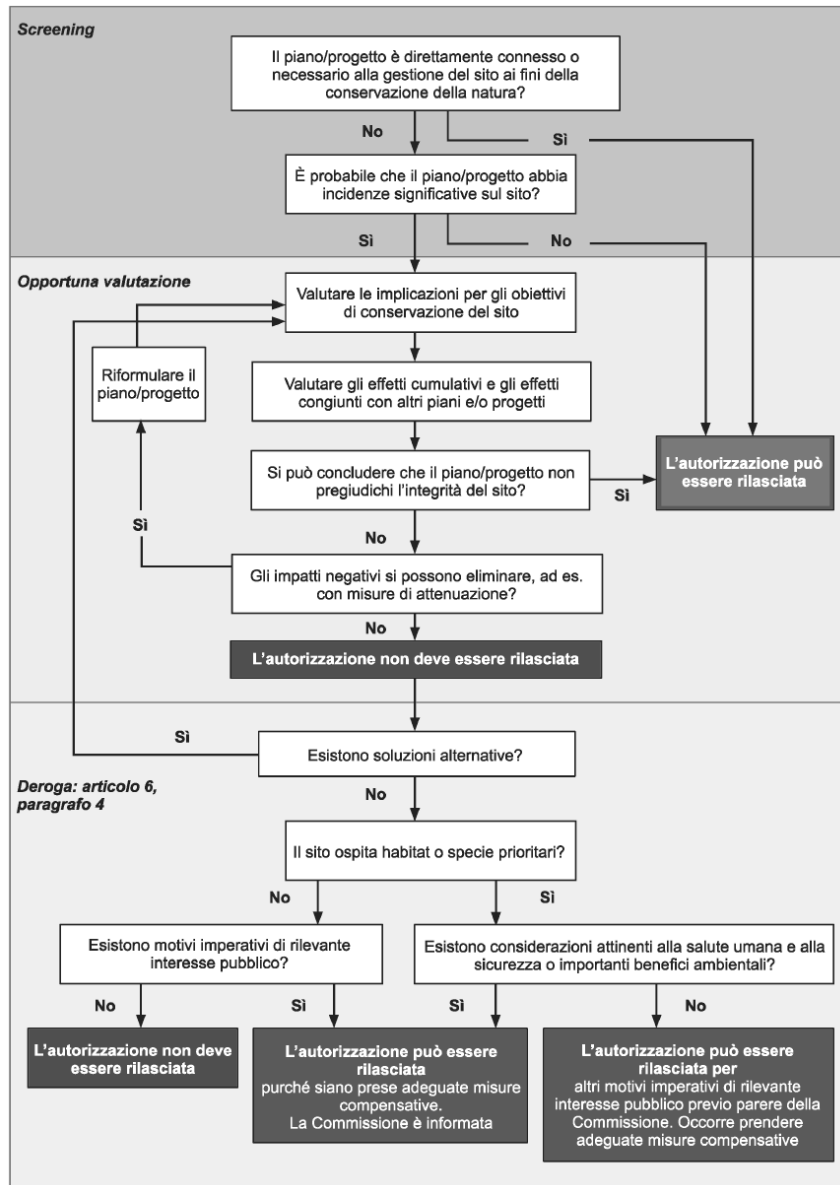 Screening
Il piano/progetto è direttamente connesso o
necessario alla gestione del sito ai fini della
conservazione della natura?
No
Sì
È probabile che il piano/progetto abbia
incidenze significative sul sito?
Sì
No
Opportuna valutazione
Valutare le implicazioni per gli obiettivi
di conservazione del sito
Riformulare il
piano/progetto
Valutare gli effetti cumulativi e gli effetti
congiunti con altri piani e/o progetti
L'autorizzazione può
essere rilasciata
Si può concludere che il piano/progetto non
pregiudichi l'integrità del sito?
Sì
Sì
No
Gli impatti negativi si possono eliminare, ad es.
con misure di attenuazione?
No
L'autorizzazione non deve essere rilasciata
Sì
Esistono soluzioni alternative?
Deroga: articolo 6,
paragrafo 4
No
Il sito ospita habitat o specie prioritari?
No
Sì
Esistono motivi imperativi di rilevante
interesse pubblico?
Esistono considerazioni attinenti alla salute umana e alla
sicurezza o importanti benefici ambientali?
No
Sì
Sì
No
L'autorizzazione non deve
essere rilasciata
L'autorizzazione può essere
rilasciata
purché siano prese adeguate misure
compensative.
La Commissione è informata
L'autorizzazione può essere
rilasciata per
altri motivi imperativi di rilevante
interesse pubblico previo parere della
Commissione. Occorre prendere
adeguate misure compensative